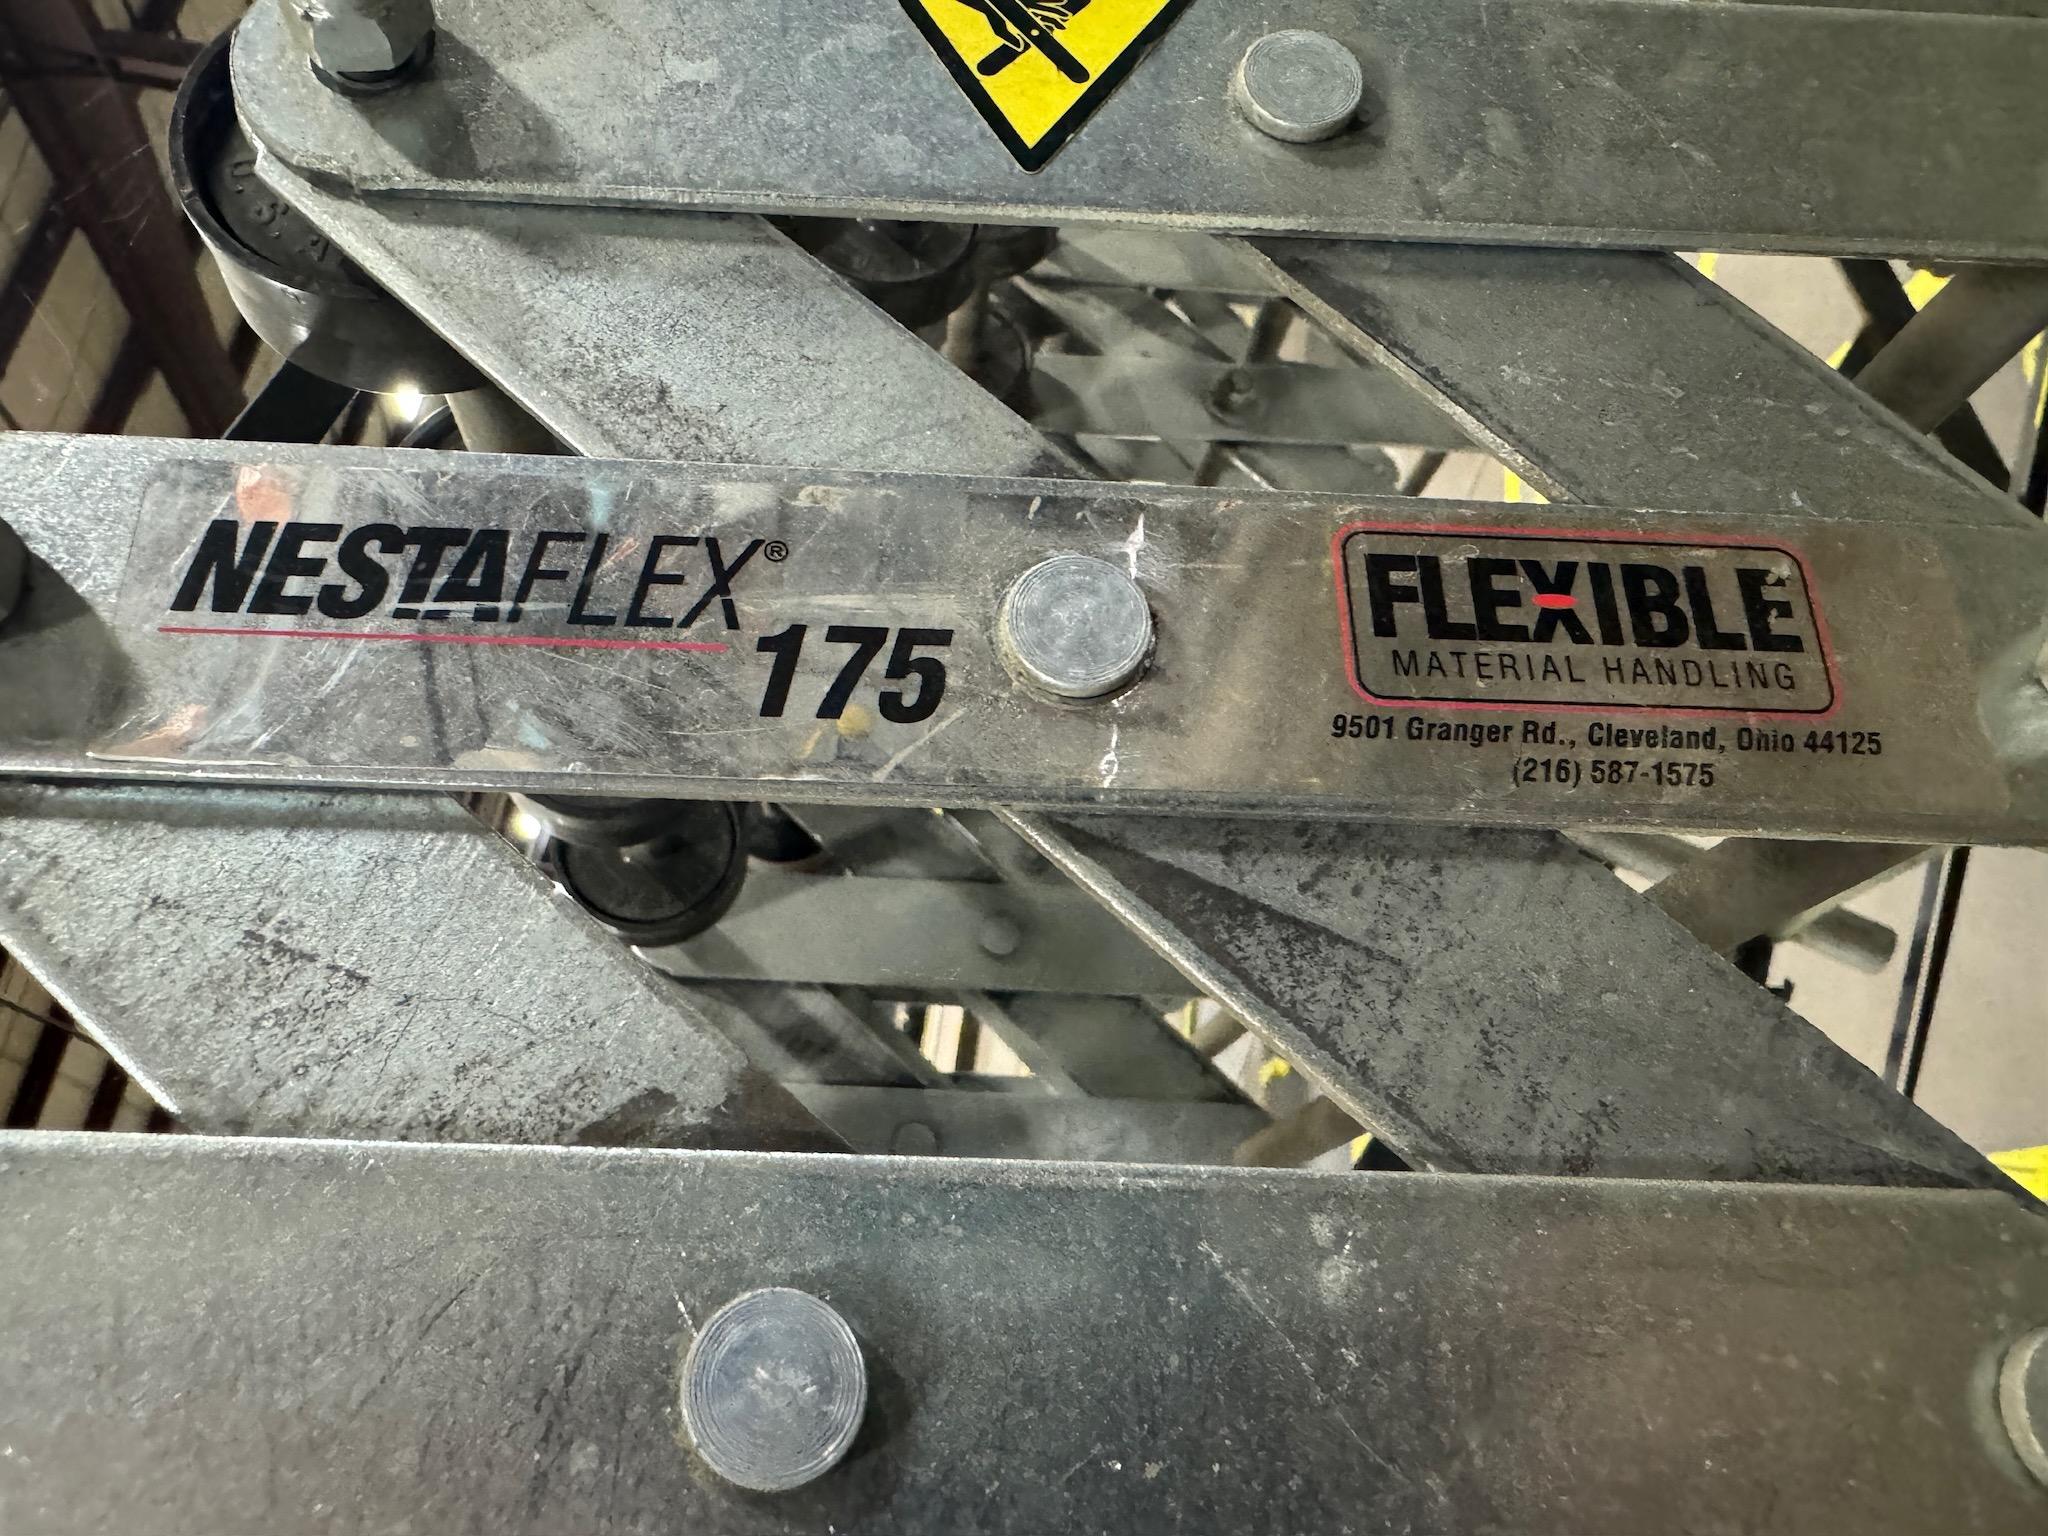 U S A
NESTAFLEX®
175
FLEXIBLE
MATERIAL HANDLING
9501 Granger Rd., Cleveland, Ohio 44125
(216) 587-1575